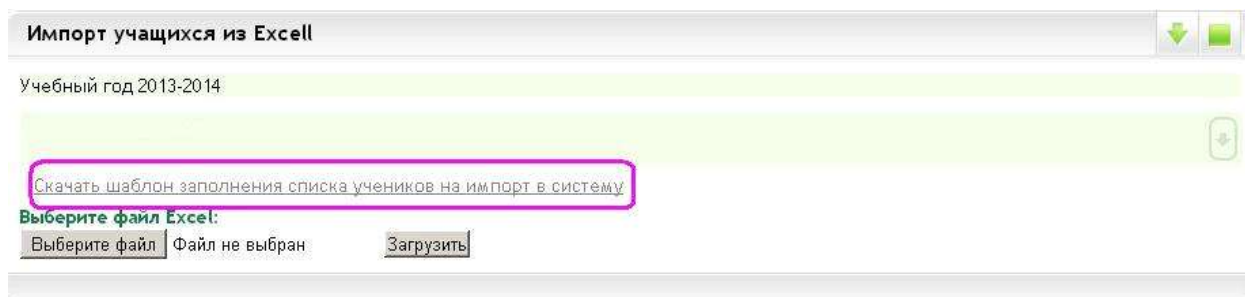 Импорт учащихся из Excell
Учебный год 2013-2014
Скачать шаблон заполнения списка учеников на импорт в систему
Выберите файл Excel:
Выберите файл Файл не выбран Загрузить